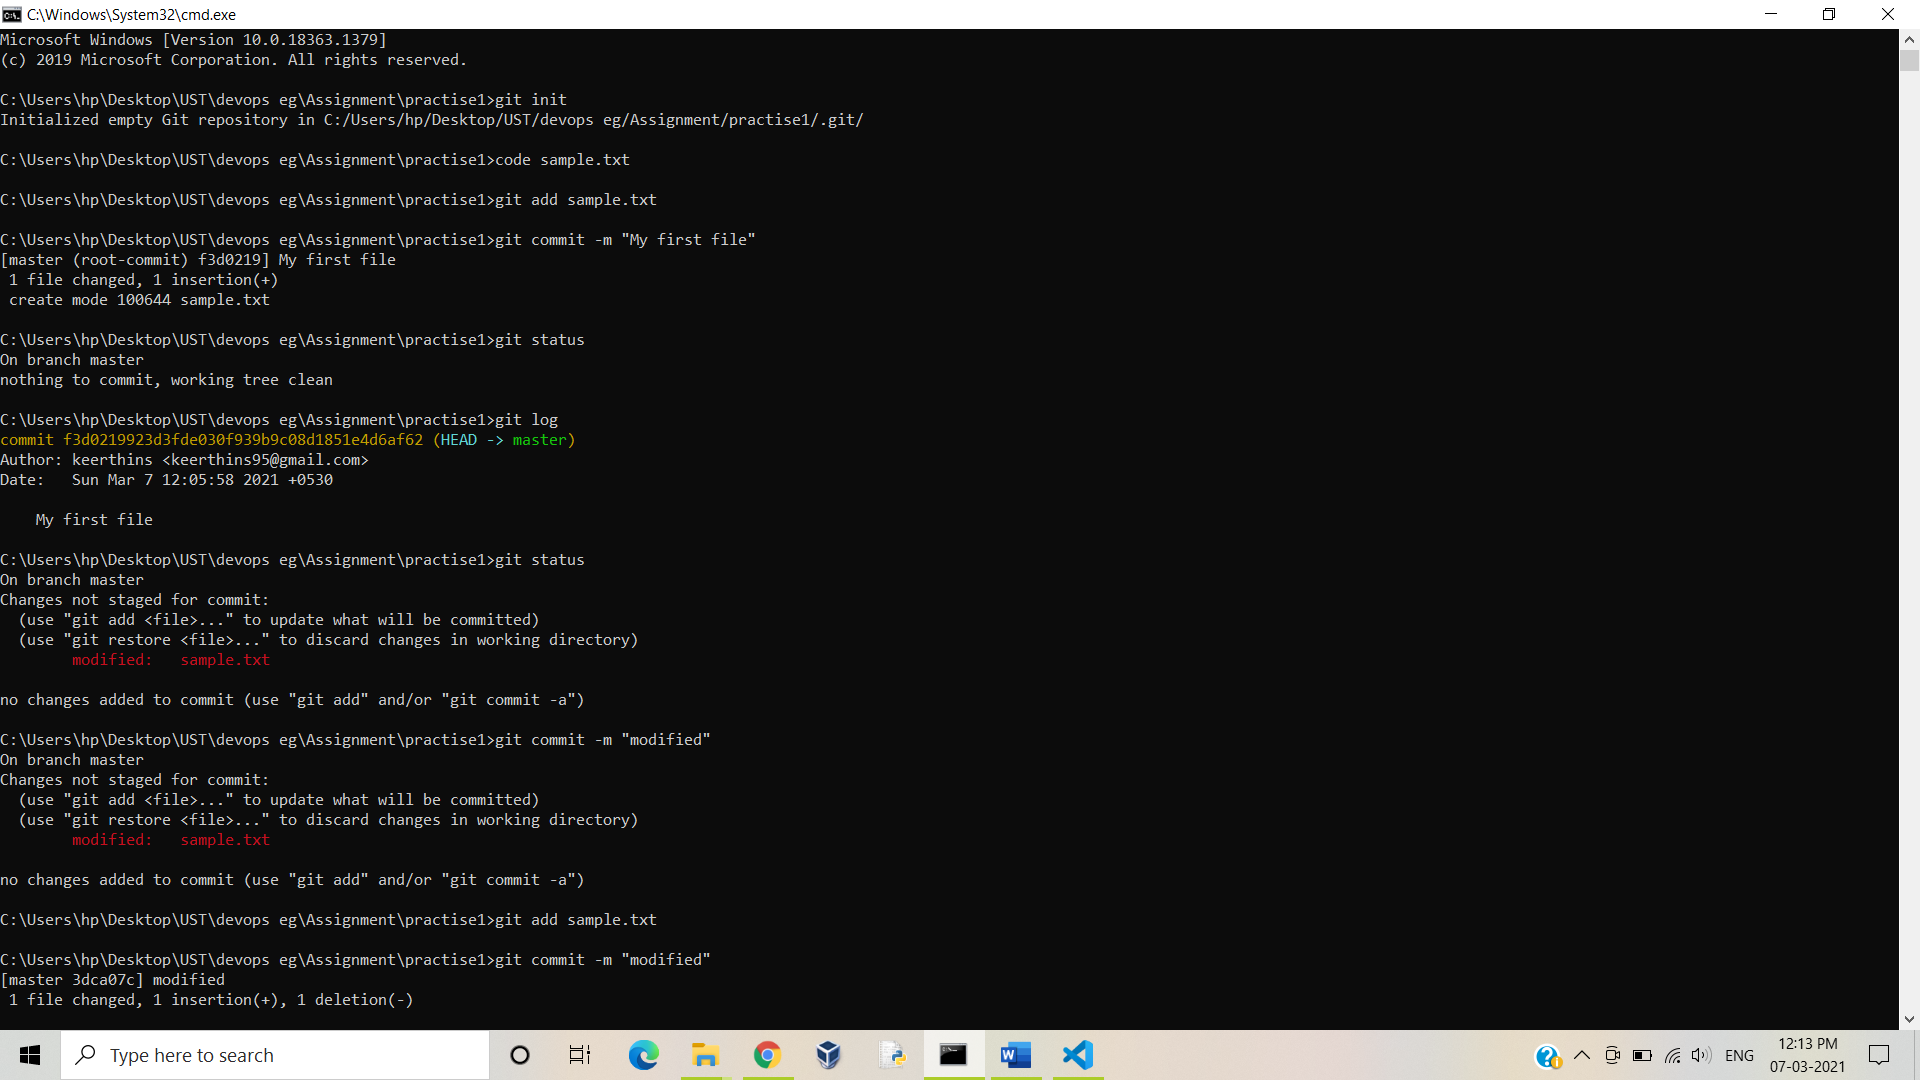 C:\Windows\System32\cmd.exe
Microsoft Windows [Version 10.0.18363.1379]
(c) 2019 Microsoft Corporation. All rights reserved.
C:\Users\hp\Desktop\UST\devops eg\Assignment\practise1>git init
Initialized empty Git repository in C:/Users/hp/Desktop/UST/devops eg/Assignment/practise1/.git/
C:\Users\hp\Desktop\UST\devops eg\Assignment\practise1>code sample.txt
C:\Users\hp\Desktop\UST\devops eg\Assignment\practise1>git add sample.txt
C:\Users\hp\Desktop\UST\devops eg\Assignment\practise1>git commit -m "My first file"
[master (root-commit) f3d0219] My first file
 1 file changed, 1 insertion(+)
 create mode 100644 sample.txt
C:\Users\hp\Desktop\UST\devops eg\Assignment\practise1>git status
On branch master
nothing to commit, working tree clean
C:\Users\hp\Desktop\UST\devops eg\Assignment\practise1>git log
commit f3d0219923d3fde030f939b9c08d1851e4d6af62 (HEAD -> master)
Author: keerthins <keerthins95@gmail.com>
Date:   Sun Mar 7 12:05:58 2021 +0530
    My first file
C:\Users\hp\Desktop\UST\devops eg\Assignment\practise1>git status
On branch master
Changes not staged for commit:
  (use "git add <file>..." to update what will be committed)
  (use "git restore <file>..." to discard changes in working directory)
        modified:   sample.txt
no changes added to commit (use "git add" and/or "git commit -a")
C:\Users\hp\Desktop\UST\devops eg\Assignment\practise1>git commit -m "modified"
On branch master
Changes not staged for commit:
  (use "git add <file>..." to update what will be committed)
  (use "git restore <file>..." to discard changes in working directory)
        modified:   sample.txt
no changes added to commit (use "git add" and/or "git commit -a")
C:\Users\hp\Desktop\UST\devops eg\Assignment\practise1>git add sample.txt
C:\Users\hp\Desktop\UST\devops eg\Assignment\practise1>git commit -m "modified"
[master 3dca07c] modified
 1 file changed, 1 insertion(+), 1 deletion(-)
Type here to search
ENG
12:13 PM
07-03-2021